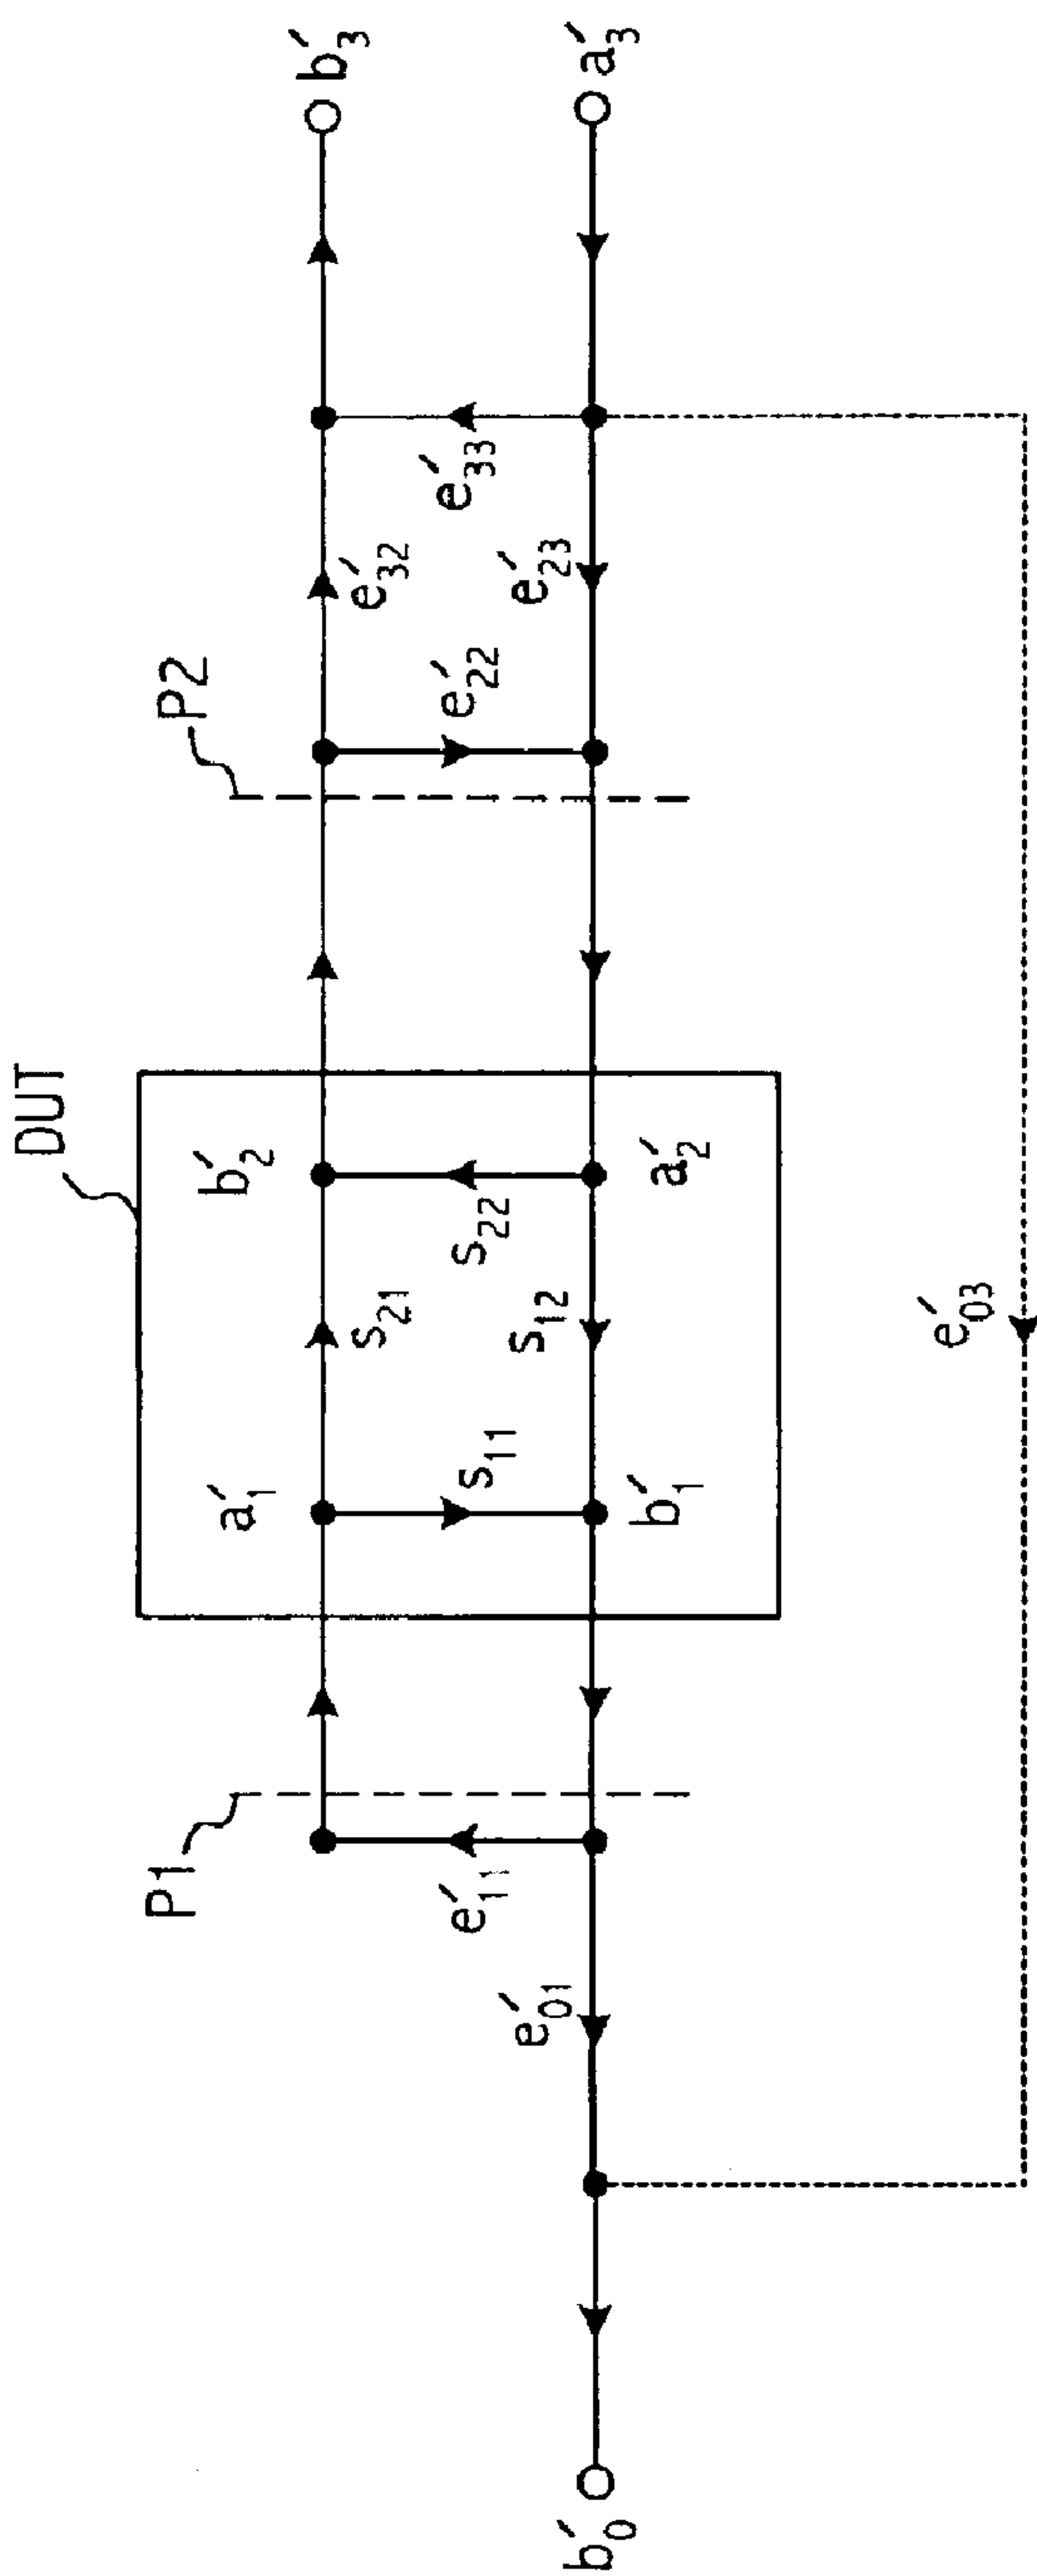 DUT
P1
P2
b′0
e′01
e′11
a′1
b′1
s11
s21
s12
s22
b′2
a′2
e′22
e′32
e′23
e′33
b′3
a′3
e′03